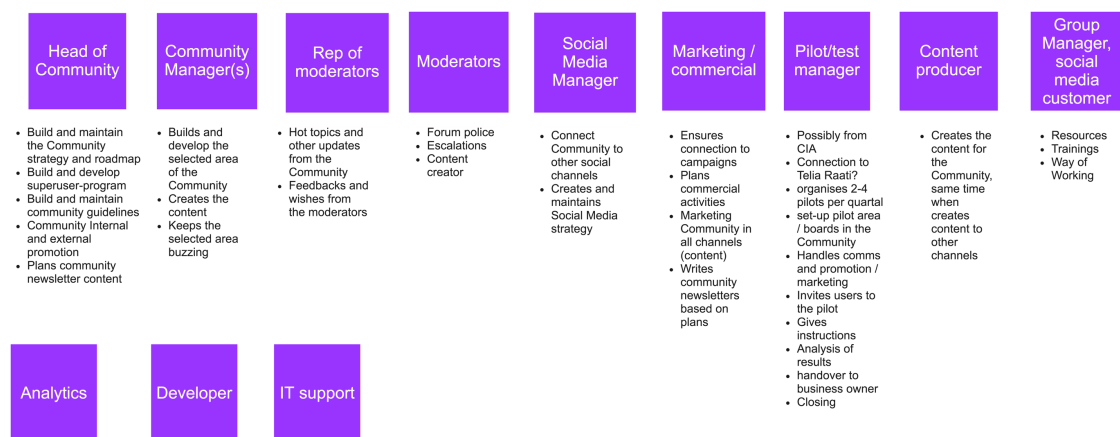 Head of
Community
Build and maintain
the Community
strategy and roadmap
Build and develop
superuser-program
Build and maintain
community guidelines
Community Internal
and external
promotion
Plans community
newsletter content
Community
Manager(s)
Builds and
develop the
selected area
of the
Community
Creates the
content
Keeps the
selected area
buzzing
Rep of
moderators
Hot topics and
other updates
from the
Community
Feedbacks and
wishes from
the moderators
Moderators
Forum police
Escalations
Content
creator
Social
Media
Manager
Connect
Community to
other social
channels
Creates and
maintains
Social Media
strategy
Marketing /
commercial
Ensures
connection to
campaigns
Plans
commercial
activities
Marketing
Community in
all channels
(content)
Writes
community
newsletters
based on
plans
Pilot/test
manager
Possibly from
CIA
Connection to
Telia Raati?
organises 2-4
pilots per quartal
set-up pilot area
/ boards in the
Community
Handles comms
and promotion /
marketing
Invites users to
the pilot
Gives
instructions
Analysis of
results
handover to
business owner
Closing
Content
producer
Creates the
content for
the
Community,
same time
when
creates
content to
other
channels
Group
Manager,
social
media
customer
Resources
Trainings
Way of
Working
Analytics
Developer
IT support